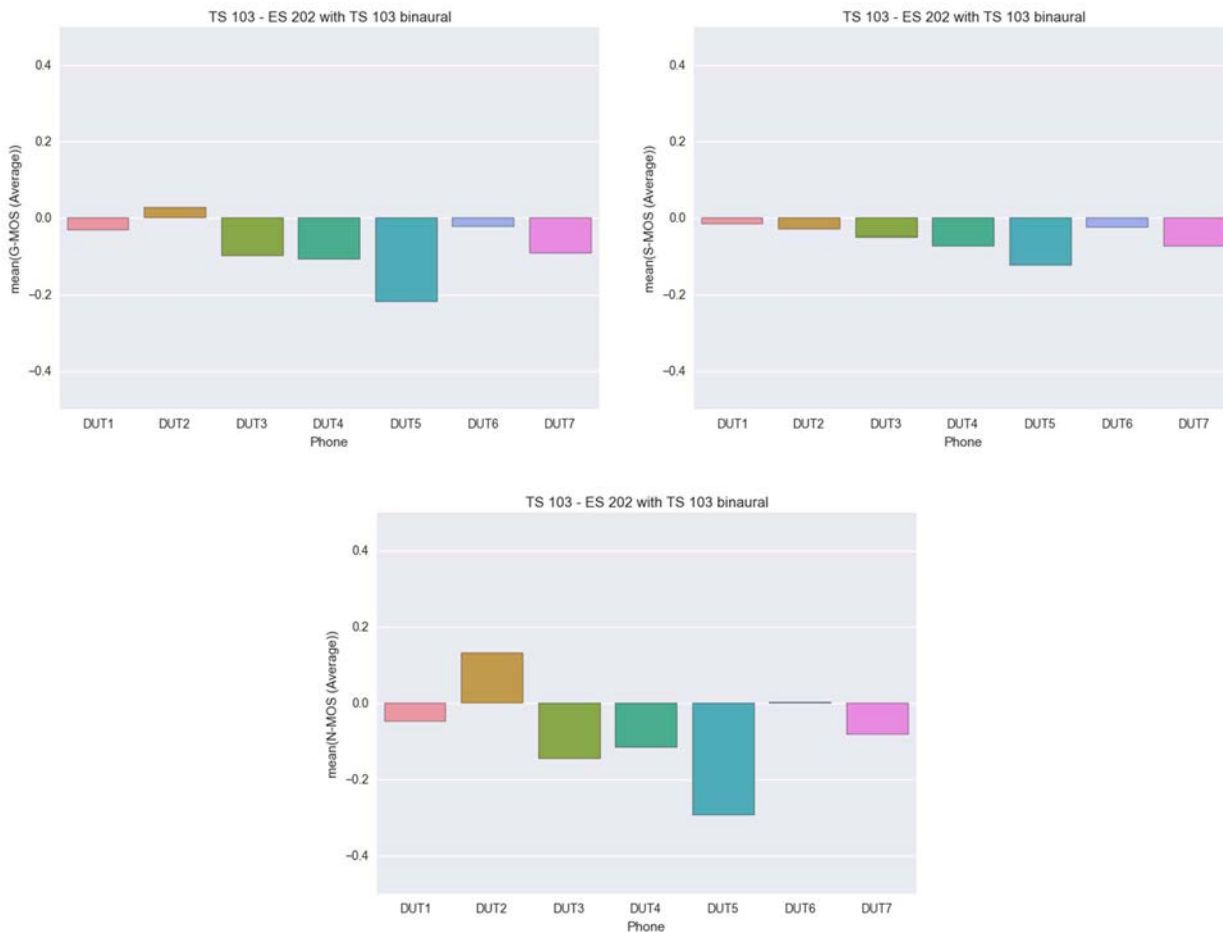 TS 103 - ES 202 with TS 103 binaural
mean(G-MOS (Average))
0.4
0.2
0.0
−0.2
−0.4
DUT1 DUT2 DUT3 DUT4 DUT5 DUT6 DUT7
Phone
TS 103 - ES 202 with TS 103 binaural
mean(S-MOS (Average))
0.4
0.2
0.0
−0.2
−0.4
DUT1 DUT2 DUT3 DUT4 DUT5 DUT6 DUT7
Phone
TS 103 - ES 202 with TS 103 binaural
mean(N-MOS (Average))
0.4
0.2
0.0
−0.2
−0.4
DUT1 DUT2 DUT3 DUT4 DUT5 DUT6 DUT7
Phone